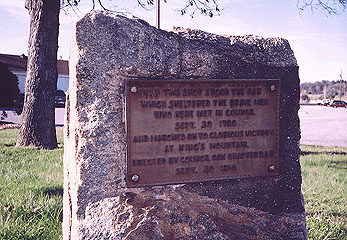 THIS SPOT STOOD THE OAK
WHICH SHELTERED THE BRAVE MEN
WHO WERE MET IN COUNCIL
SEPT. 30 1780
AND MARCHED ON TO GLORIOUS VICTORY
AT KING'S MOUNTAIN.
ERECTED BY COUNCIL OAK CHAPTER D.A.R.
SEPT. 30